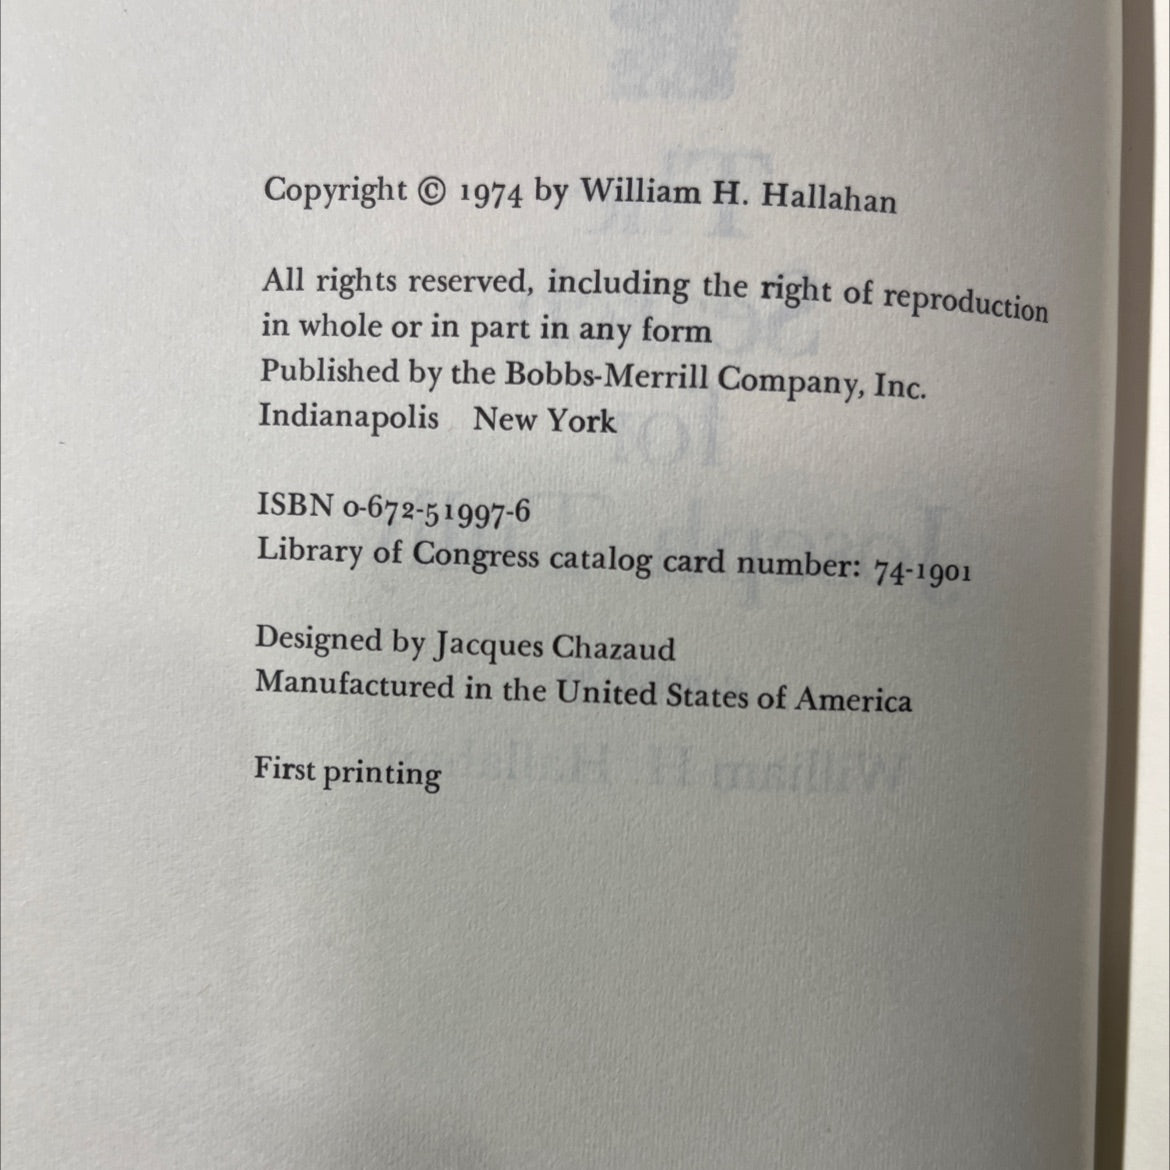 Copyright © 1974 by William H. Hallahan
All rights reserved, including the right of reproduction
in whole or in part in any form
Published by the Bobbs-Merrill Company, Inc.
Indianapolis New York
ISBN 0-672-51997-6
Library of Congress catalog card number: 74-1901
Designed by Jacques Chazaud
Manufactured in the United States of America
First printing